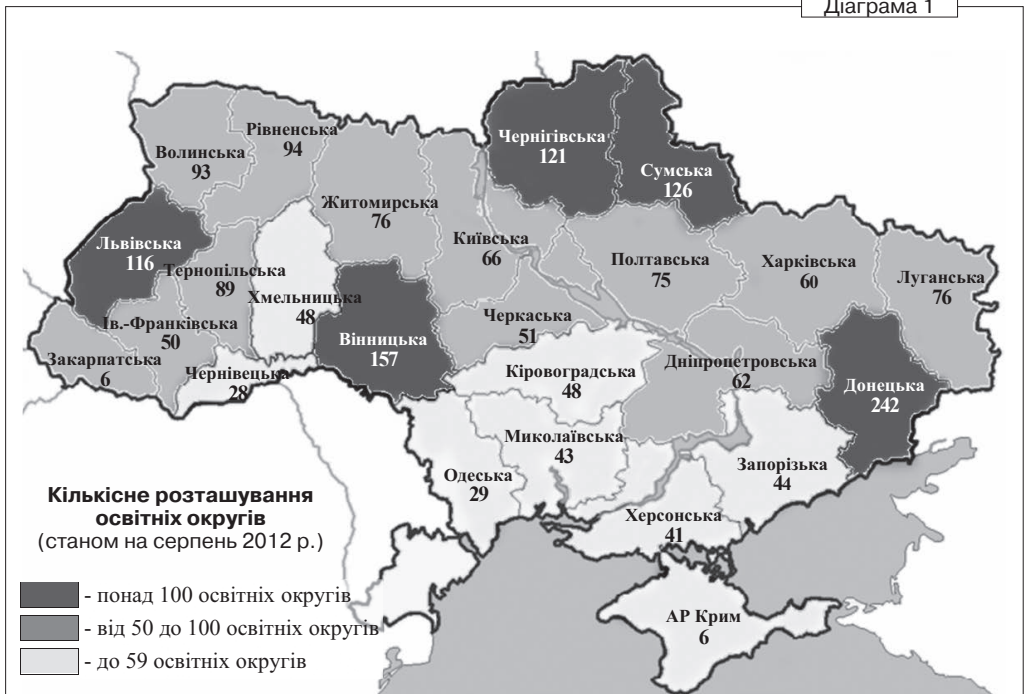 Діаграма 1
Чернігівська
121
Сумська
126
Рівненська
94
Волинська
93
Житомирська
76
Київська
66
Львівська
116
Тернопільська
89
Хмельницька
48
Полтавська
75
Харківська
60
Луганська
76
Ів.-Франківська
50
Черкаська
51
Вінницька
157
Закарпатська
6
Чернівецька
28
Кіровоградська
48
Дніпропетровська
62
Донецька
242
Миколаївська
43
Одеська
29
Запорізька
44
Херсонська
41
АР Крим
6
Кількісне розташування
освітніх округів
(станом на серпень 2012 р.)
- понад 100 освітніх округів
- від 50 до 100 освітніх округів
- до 59 освітніх округів